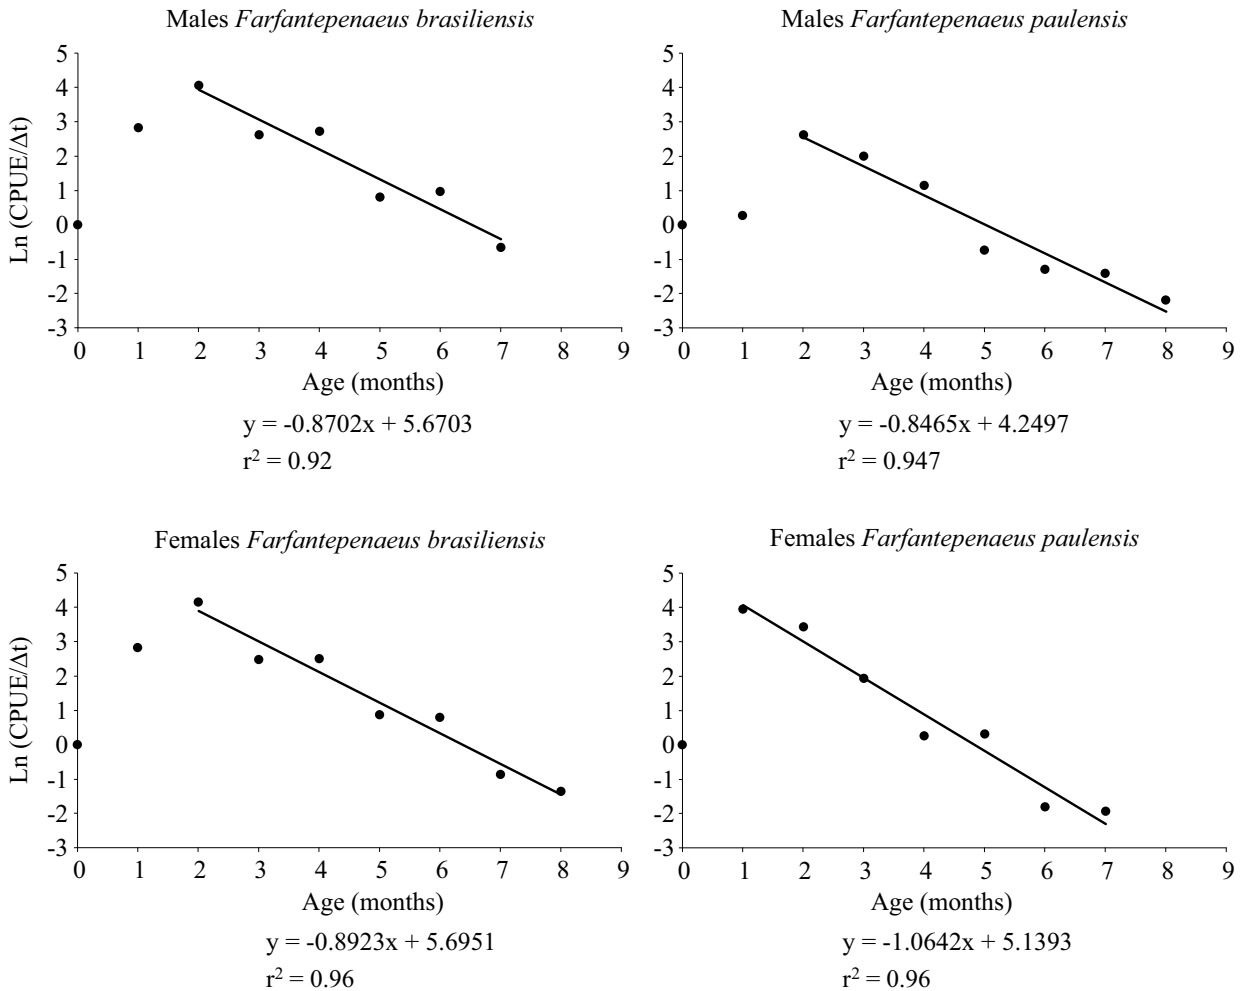 Males Farfantepenaeus brasiliensis
Ln (CPUE/Δt)
5
4
3
2
1
0
-1
-2
-3
0 1 2 3 4 5 6 7 8 9
Age (months)
y = -0.8702x + 5.6703
r² = 0.92
Males Farfantepenaeus paulensis
5
4
3
2
1
0
-1
-2
-3
0 1 2 3 4 5 6 7 8 9
Age (months)
y = -0.8465x + 4.2497
r² = 0.947
Females Farfantepenaeus brasiliensis
Ln (CPUE/Δt)
5
4
3
2
1
0
-1
-2
-3
0 1 2 3 4 5 6 7 8 9
Age (months)
y = -0.8923x + 5.6951
r² = 0.96
Females Farfantepenaeus paulensis
5
4
3
2
1
0
-1
-2
-3
0 1 2 3 4 5 6 7 8 9
Age (months)
y = -1.0642x + 5.1393
r² = 0.96